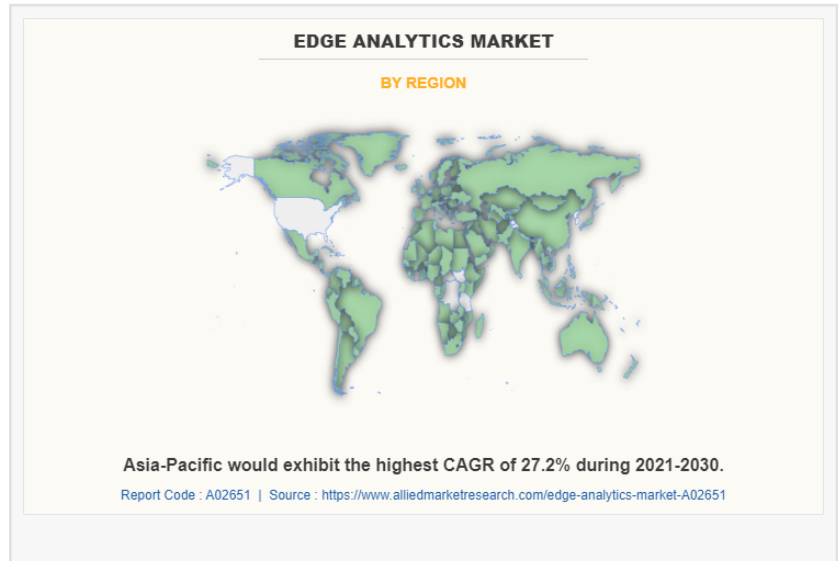 EDGE ANALYTICS MARKET
BY REGION
Asia-Pacific would exhibit the highest CAGR of 27.2% during 2021-2030.
Report Code : A02651 | Source : https://www.alliedmarketresearch.com/edge-analytics-market-A02651